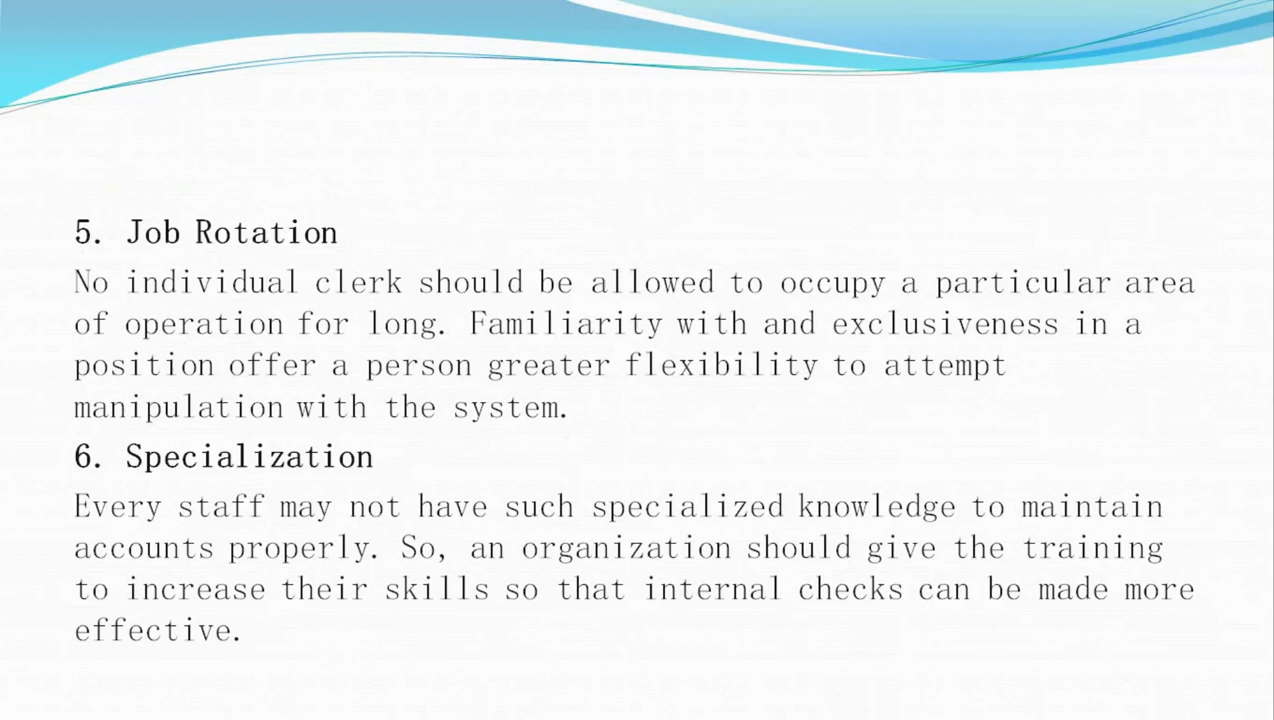 5. Job Rotation
No individual clerk should be allowed to occupy a particular area
of operation for long. Familiarity with and exclusiveness in a
position offer a person greater flexibility to attempt
manipulation with the system.
6. Specialization
Every staff may not have such specialized knowledge to maintain
accounts properly. So, an organization should give the training
to increase their skills so that internal checks can be made more
effective.